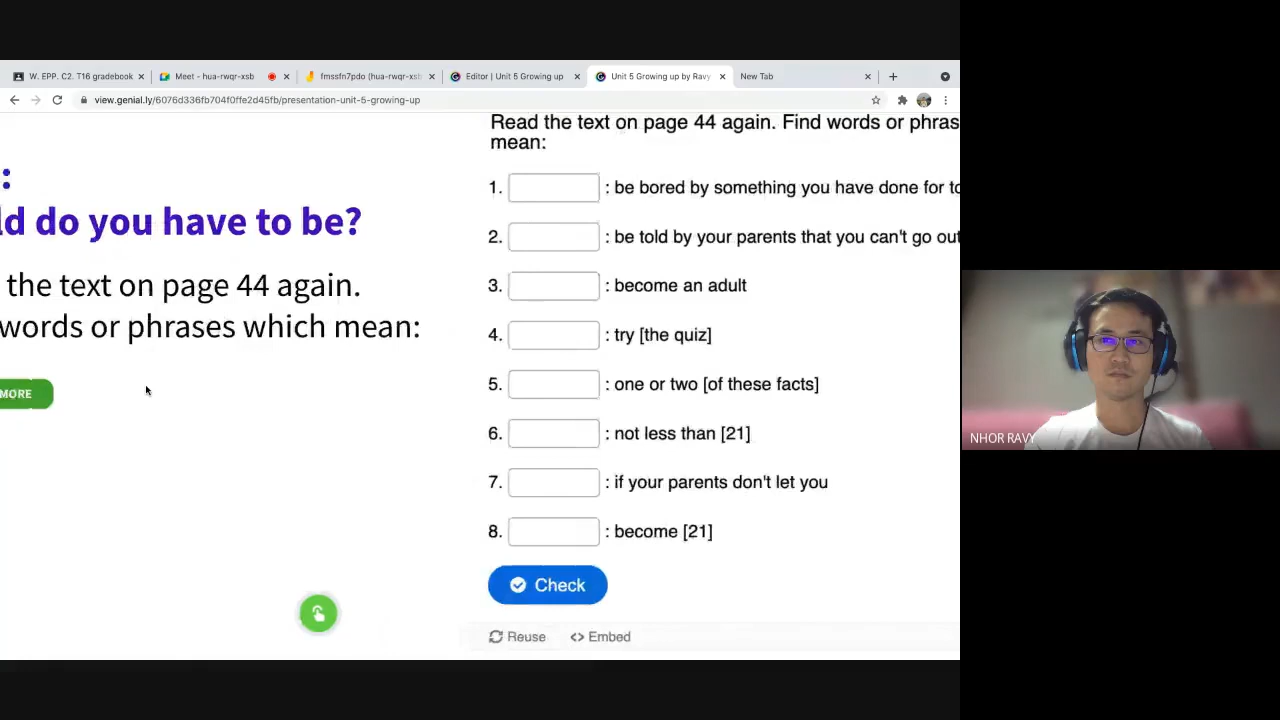 W. EPP. C2. T16 gradebook
Meet - hua-rwqr-xsb
fmssfn7pdo (hua-rwqr-xsb
Editor | Unit 5 Growing up
Unit 5 Growing up by Ravy
New Tab
view.genial.ly/6076d336fb704f0ffe2d45fb/presentation-unit-5-growing-up
:
ld do you have to be?
the text on page 44 again.
words or phrases which mean:
MORE
Read the text on page 44 again. Find words or phras
mean:
1. : be bored by something you have done for to
2. : be told by your parents that you can't go out
3. : become an adult
4. : try [the quiz]
5. : one or two [of these facts]
6. : not less than [21]
7. : if your parents don't let you
8. : become [21]
Check
Reuse
<> Embed
NHOR RAVY